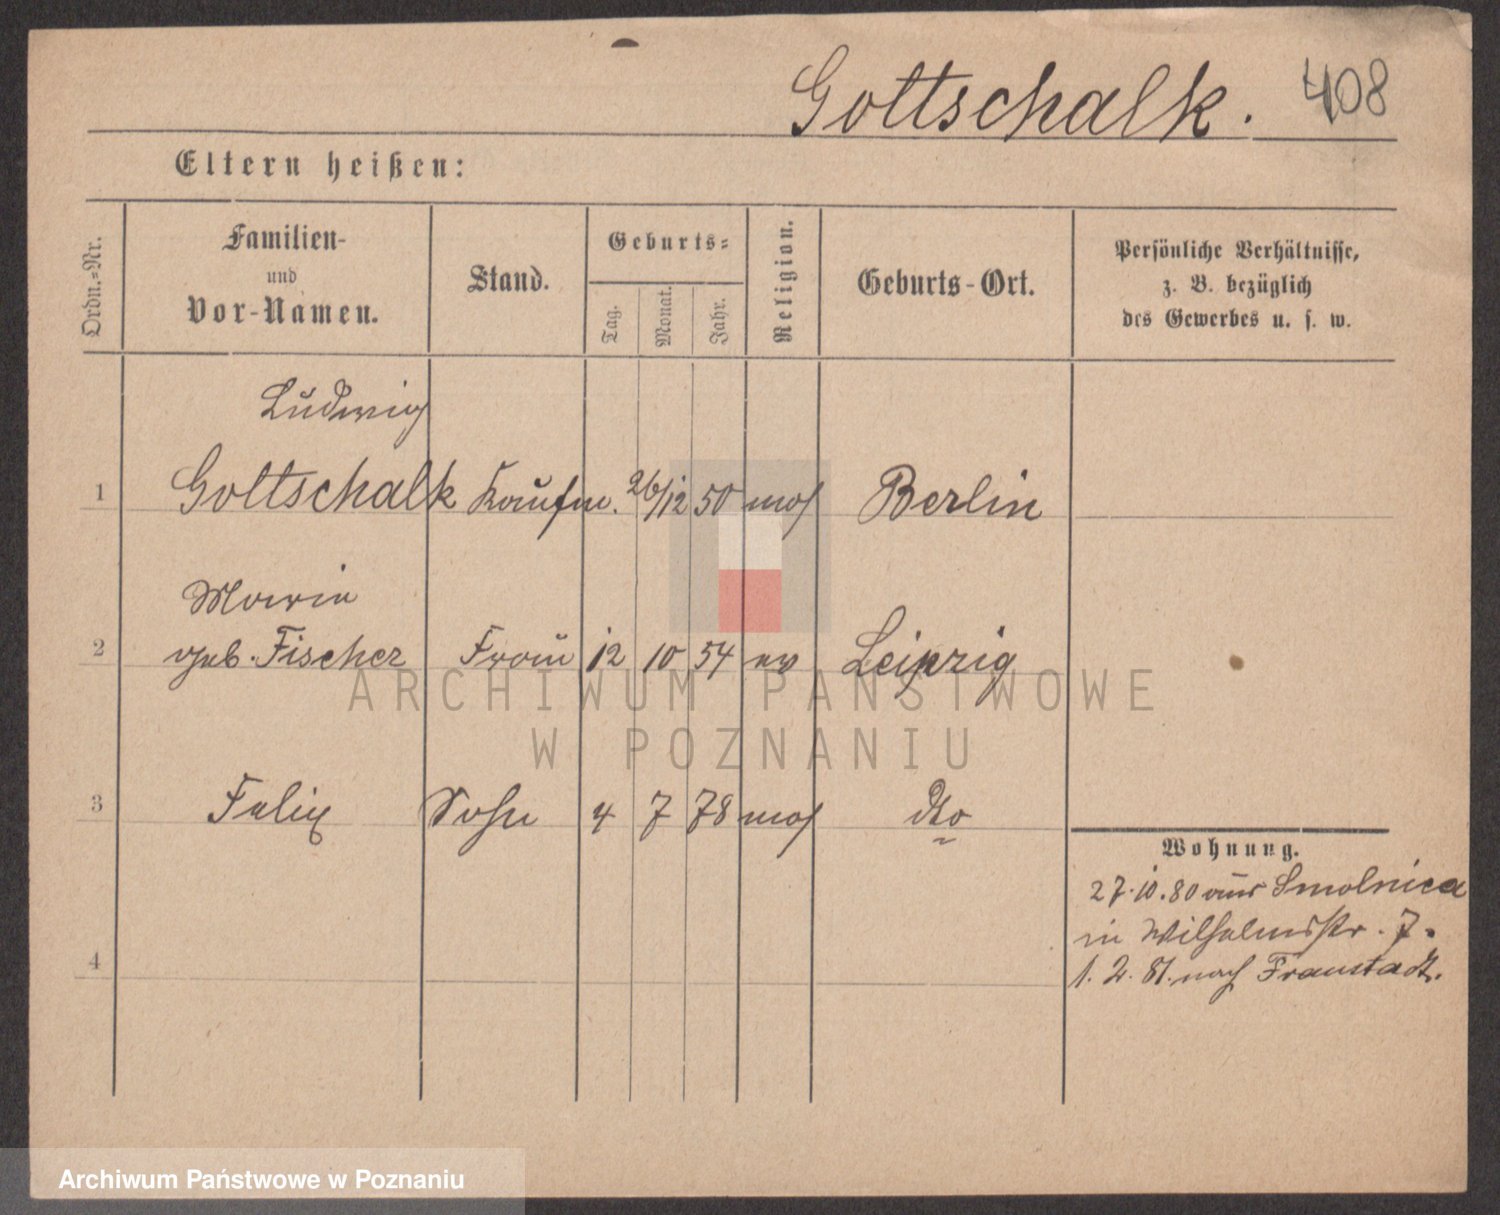 Gottschalk. 408
Eltern heißen:
Ordn.-Nr.
Familien-
und
Vor-Namen.
Stand.
Geburts-
Tag.
Monat.
Jahr.
Religion.
Geburts-Ort.
Persönliche Verhältnisse,
z. B. bezüglich
des Gewerbes u. s. w.
Ludwig
1 Gottschalk Kaufm. 26/12 50 mos Berlin
Marie
2 geb. Fischer Frau 12 10 54 ev Leipzig
3 Felix Sohn 4 7 78 mos dto
4
Wohnung.
27.10.80 aus Smolnica
in Wilhelmsstr. 7.
1. 2. 81. nach Fraustadt.
ARCHIWUM PAŃSTWOWE
W POZNANIU
Archiwum Państwowe w Poznaniu